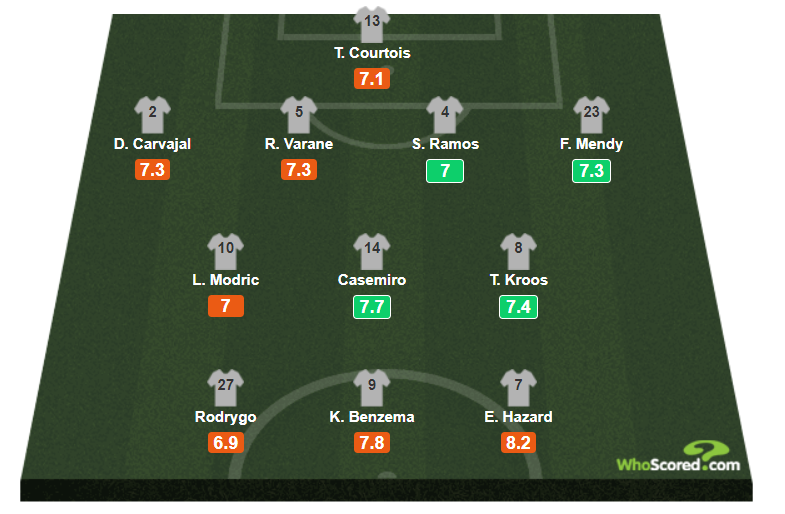 13
T. Courtois
7.1
2 5 4 23
D. Carvajal R. Varane S. Ramos F. Mendy
7.3 7.3 7 7.3
10 14 8
L. Modric Casemiro T. Kroos
7 7.7 7.4
27 9 7
Rodrygo K. Benzema E. Hazard
6.9 7.8 8.2
WhoScored.com